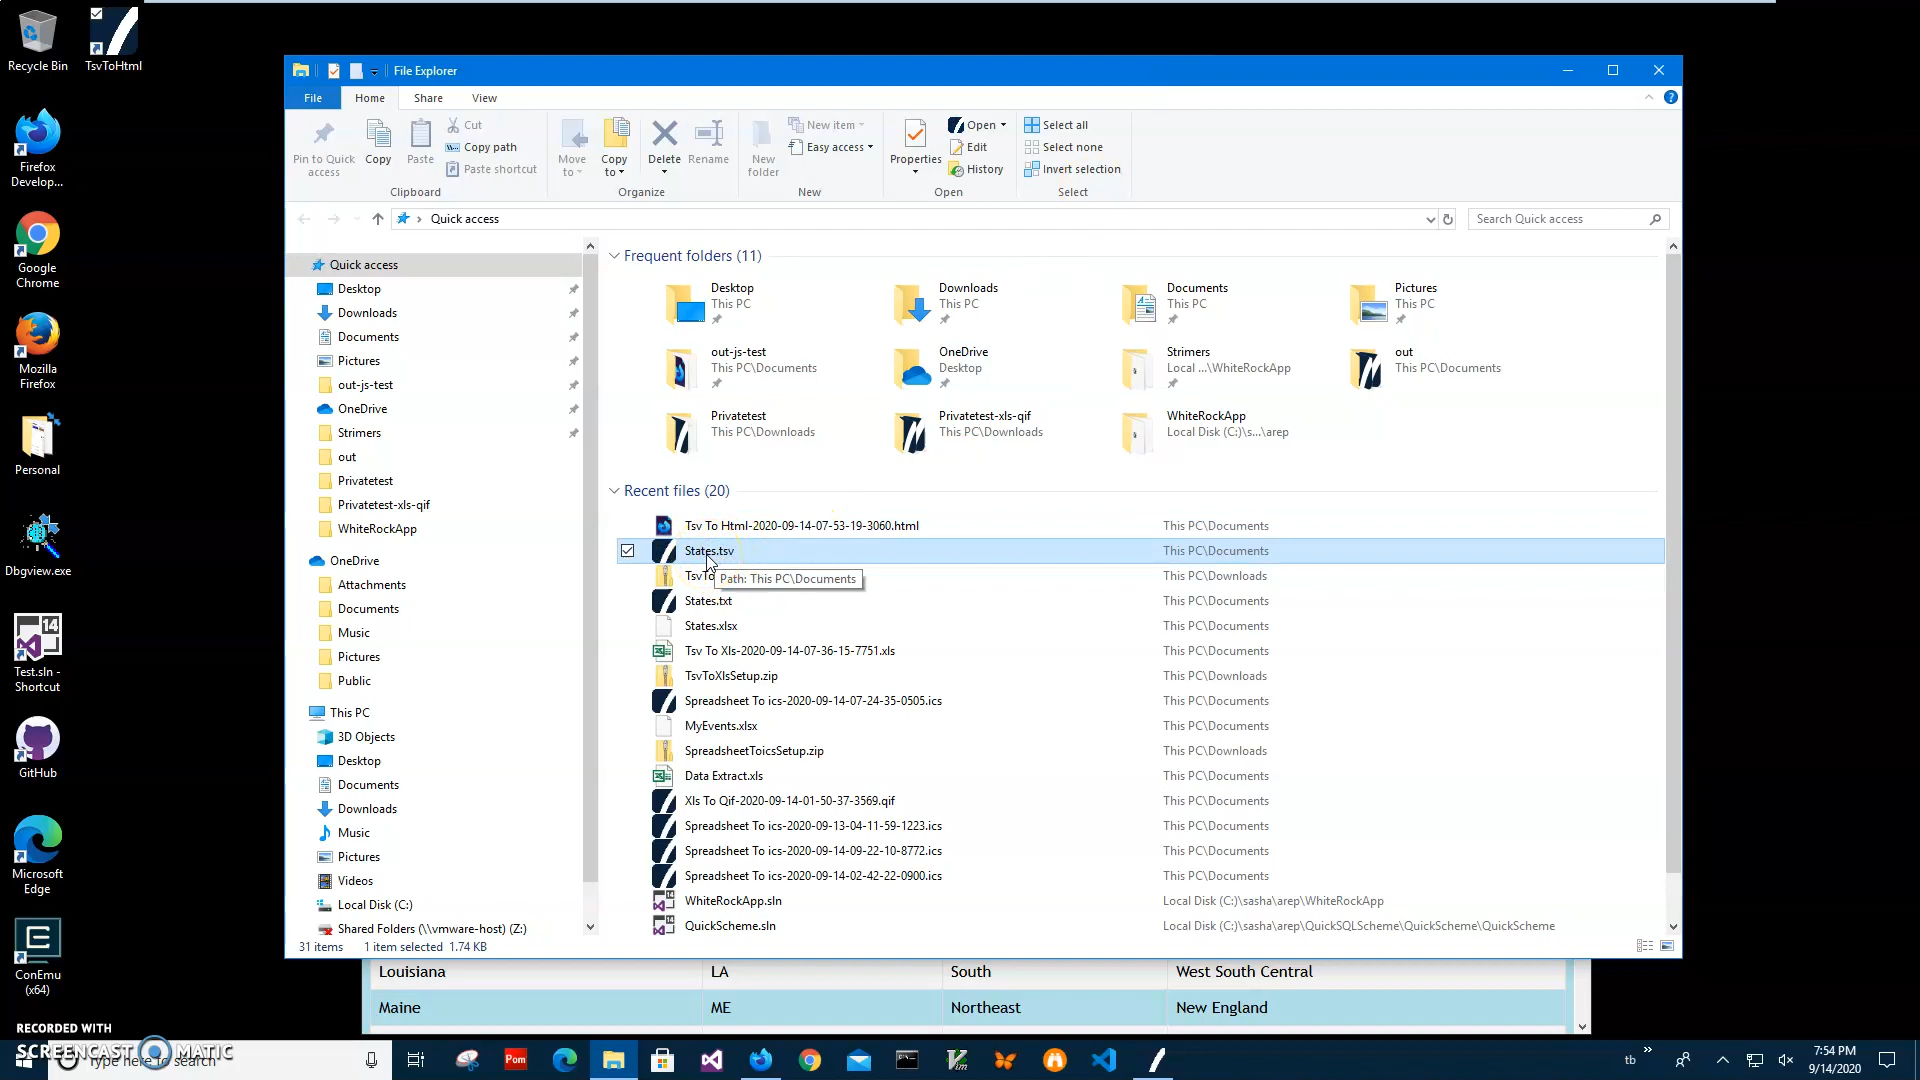 Recycle Bin
TsvToHtml
Firefox
Develop...
Google
Chrome
Mozilla
Firefox
Personal
Dbgview.exe
14
Test.sln -
Shortcut
GitHub
Microsoft
Edge
ConEmu
(x64)
File Explorer
File
Home
Share
View
Pin to Quick
access
Copy
Paste
Cut
Copy path
Paste shortcut
Clipboard
Move
to
Copy
to
Delete
Rename
Organize
New
folder
New item
Easy access
New
Properties
Open
Edit
History
Open
Select all
Select none
Invert selection
Select
Quick access
Search Quick access
Quick access
Desktop
Downloads
Documents
Pictures
out-js-test
OneDrive
Strimers
out
Privatetest
Privatetest-xls-qif
WhiteRockApp
OneDrive
Attachments
Documents
Music
Pictures
Public
This PC
3D Objects
Desktop
Documents
Downloads
Music
Pictures
Videos
Local Disk (C:)
Shared Folders (\\vmware-host) (Z:)
Frequent folders (11)
Desktop
This PC
Downloads
This PC
Documents
This PC
Pictures
This PC
out-js-test
This PC\Documents
OneDrive
Desktop
Strimers
Local ...\WhiteRockApp
out
This PC\Documents
Privatetest
This PC\Downloads
Privatetest-xls-qif
This PC\Downloads
WhiteRockApp
Local Disk (C:)\s...\arep
Recent files (20)
Tsv To Html-2020-09-14-07-53-19-3060.html This PC\Documents
States.tsv This PC\Documents
TsvTo This PC\Downloads
Path: This PC\Documents
States.txt This PC\Documents
States.xlsx This PC\Documents
Tsv To Xls-2020-09-14-07-36-15-7751.xls This PC\Documents
TsvToXlsSetup.zip This PC\Downloads
Spreadsheet To ics-2020-09-14-07-24-35-0505.ics This PC\Documents
MyEvents.xlsx This PC\Documents
SpreadsheetToicsSetup.zip This PC\Downloads
Data Extract.xls This PC\Documents
Xls To Qif-2020-09-14-01-50-37-3569.qif This PC\Documents
Spreadsheet To ics-2020-09-13-04-11-59-1223.ics This PC\Documents
Spreadsheet To ics-2020-09-14-09-22-10-8772.ics This PC\Documents
Spreadsheet To ics-2020-09-14-02-42-22-0900.ics This PC\Documents
WhiteRockApp.sln Local Disk (C:)\sasha\arep\WhiteRockApp
QuickScheme.sln Local Disk (C:)\sasha\arep\QuickSQLScheme\QuickScheme\QuickScheme
31 items 1 item selected 1.74 KB
Louisiana LA South West South Central
Maine ME Northeast New England
RECORDED WITH
SCREENCAST MATIC
Type here to search
Pom
tb
7:54 PM
9/14/2020